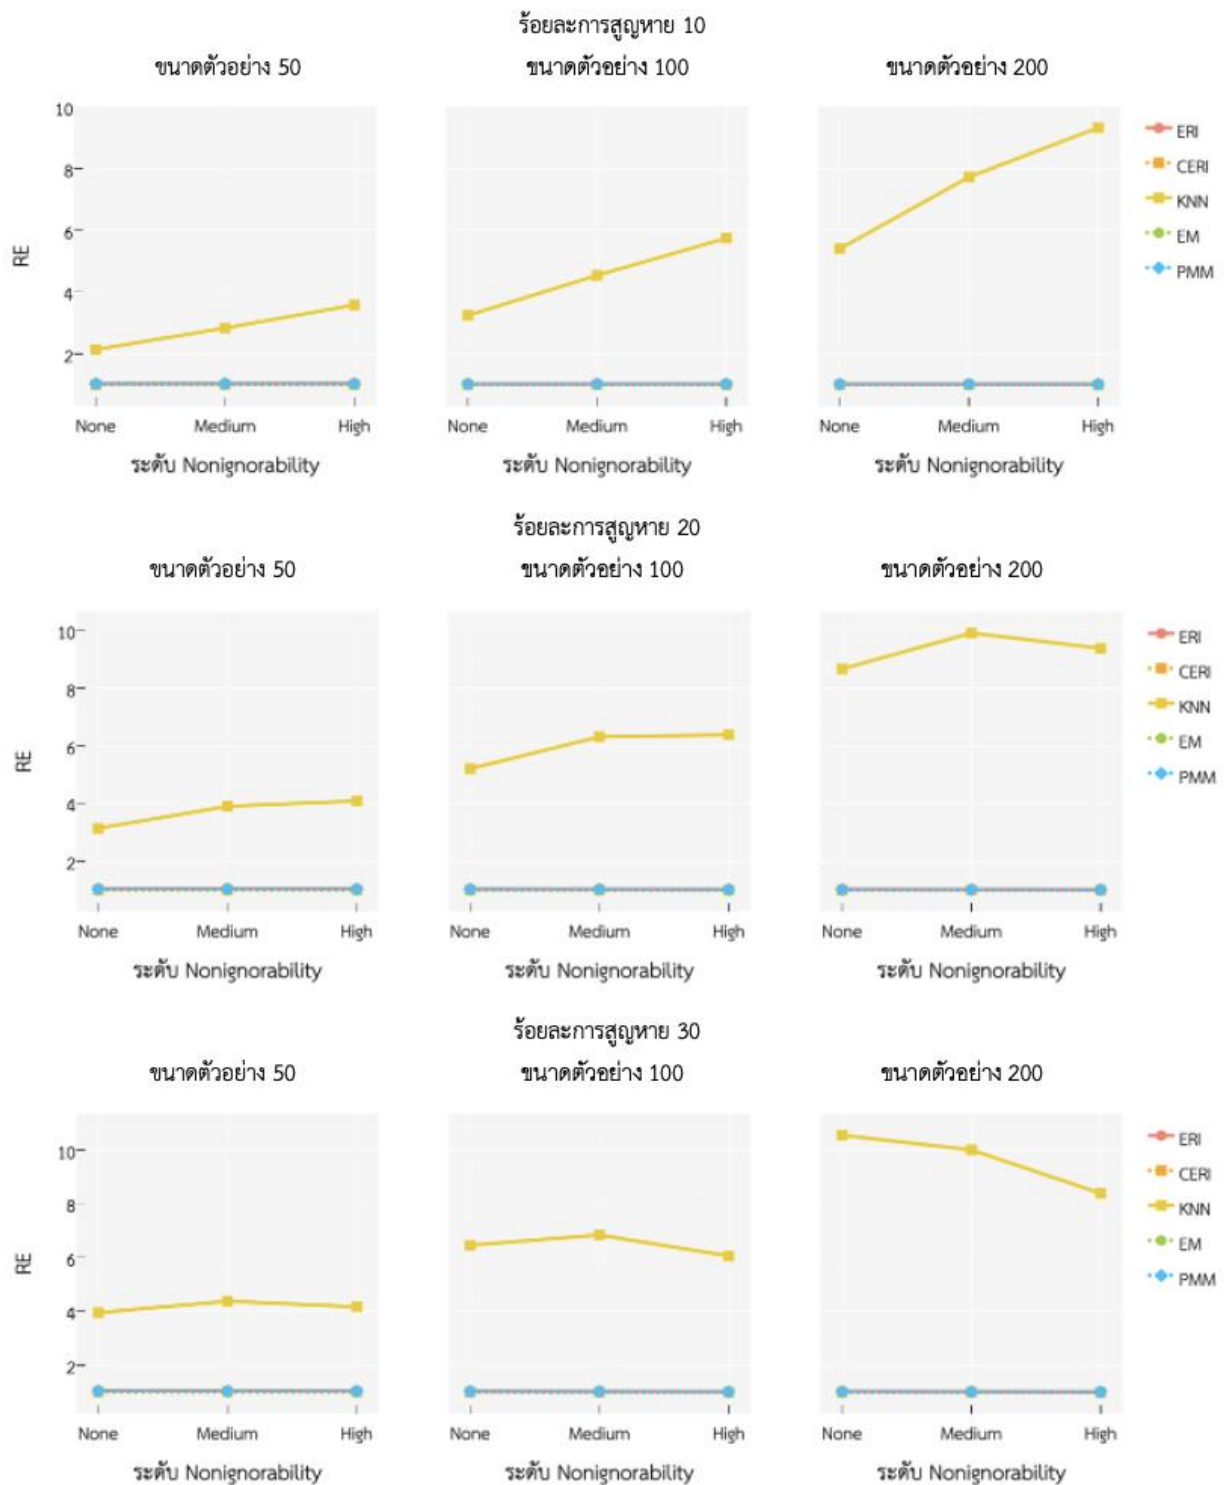 ร้อยละการสูญหาย 10
ขนาดตัวอย่าง 50 ขนาดตัวอย่าง 100 ขนาดตัวอย่าง 200
10
8
6
4
2
RE
ERI
CERI
KNN
EM
PMM
None Medium High None Medium High None Medium High
ระดับ Nonignorability ระดับ Nonignorability ระดับ Nonignorability
ร้อยละการสูญหาย 20
ขนาดตัวอย่าง 50 ขนาดตัวอย่าง 100 ขนาดตัวอย่าง 200
10
8
6
4
2
RE
ERI
CERI
KNN
EM
PMM
None Medium High None Medium High None Medium High
ระดับ Nonignorability ระดับ Nonignorability ระดับ Nonignorability
ร้อยละการสูญหาย 30
ขนาดตัวอย่าง 50 ขนาดตัวอย่าง 100 ขนาดตัวอย่าง 200
10
8
6
4
2
RE
ERI
CERI
KNN
EM
PMM
None Medium High None Medium High None Medium High
ระดับ Nonignorability ระดับ Nonignorability ระดับ Nonignorability